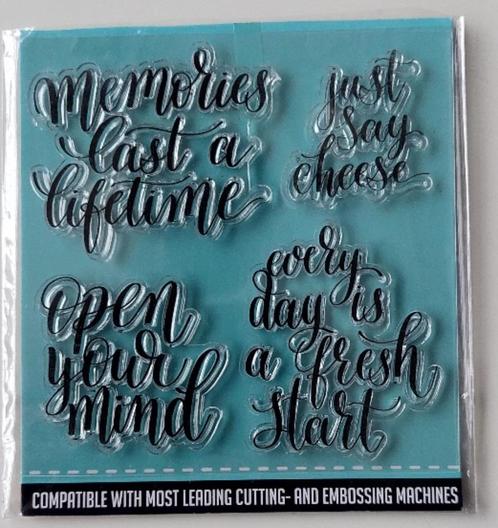 memories
last a
lifetime
just
say
cheese
open
your
mind
every
day is
a fresh
start
COMPATIBLE WITH MOST LEADING CUTTING- AND EMBOSSING MACHINES